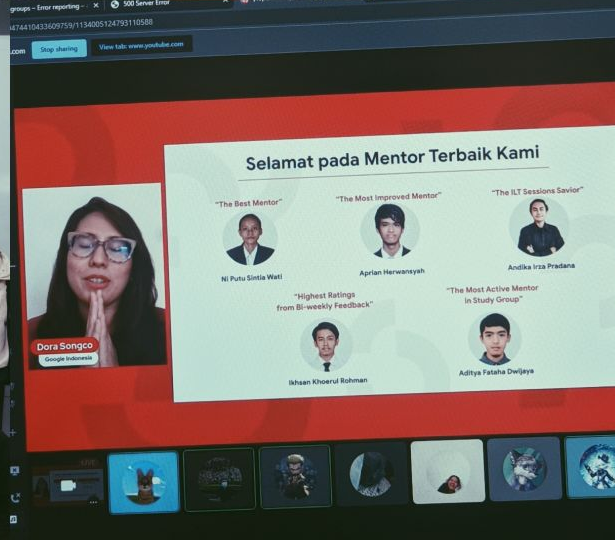 groups – Error reporting –
500 Server Error
474410433609759/1134005124793110588
.com
Stop sharing
View tab: www.youtube.com
Selamat pada Mentor Terbaik Kami
"The Best Mentor"
"The Most Improved Mentor"
"The ILT Sessions Savior"
Ni Putu Sintia Wati
Aprian Herwansyah
Andika Irza Pradana
"Highest Ratings
from Bi-weekly Feedback"
"The Most Active Mentor
in Study Group"
Ikhsan Khoerul Rohman
Aditya Fataha Dwijaya
Dora Songco
Google Indonesia
LIVE